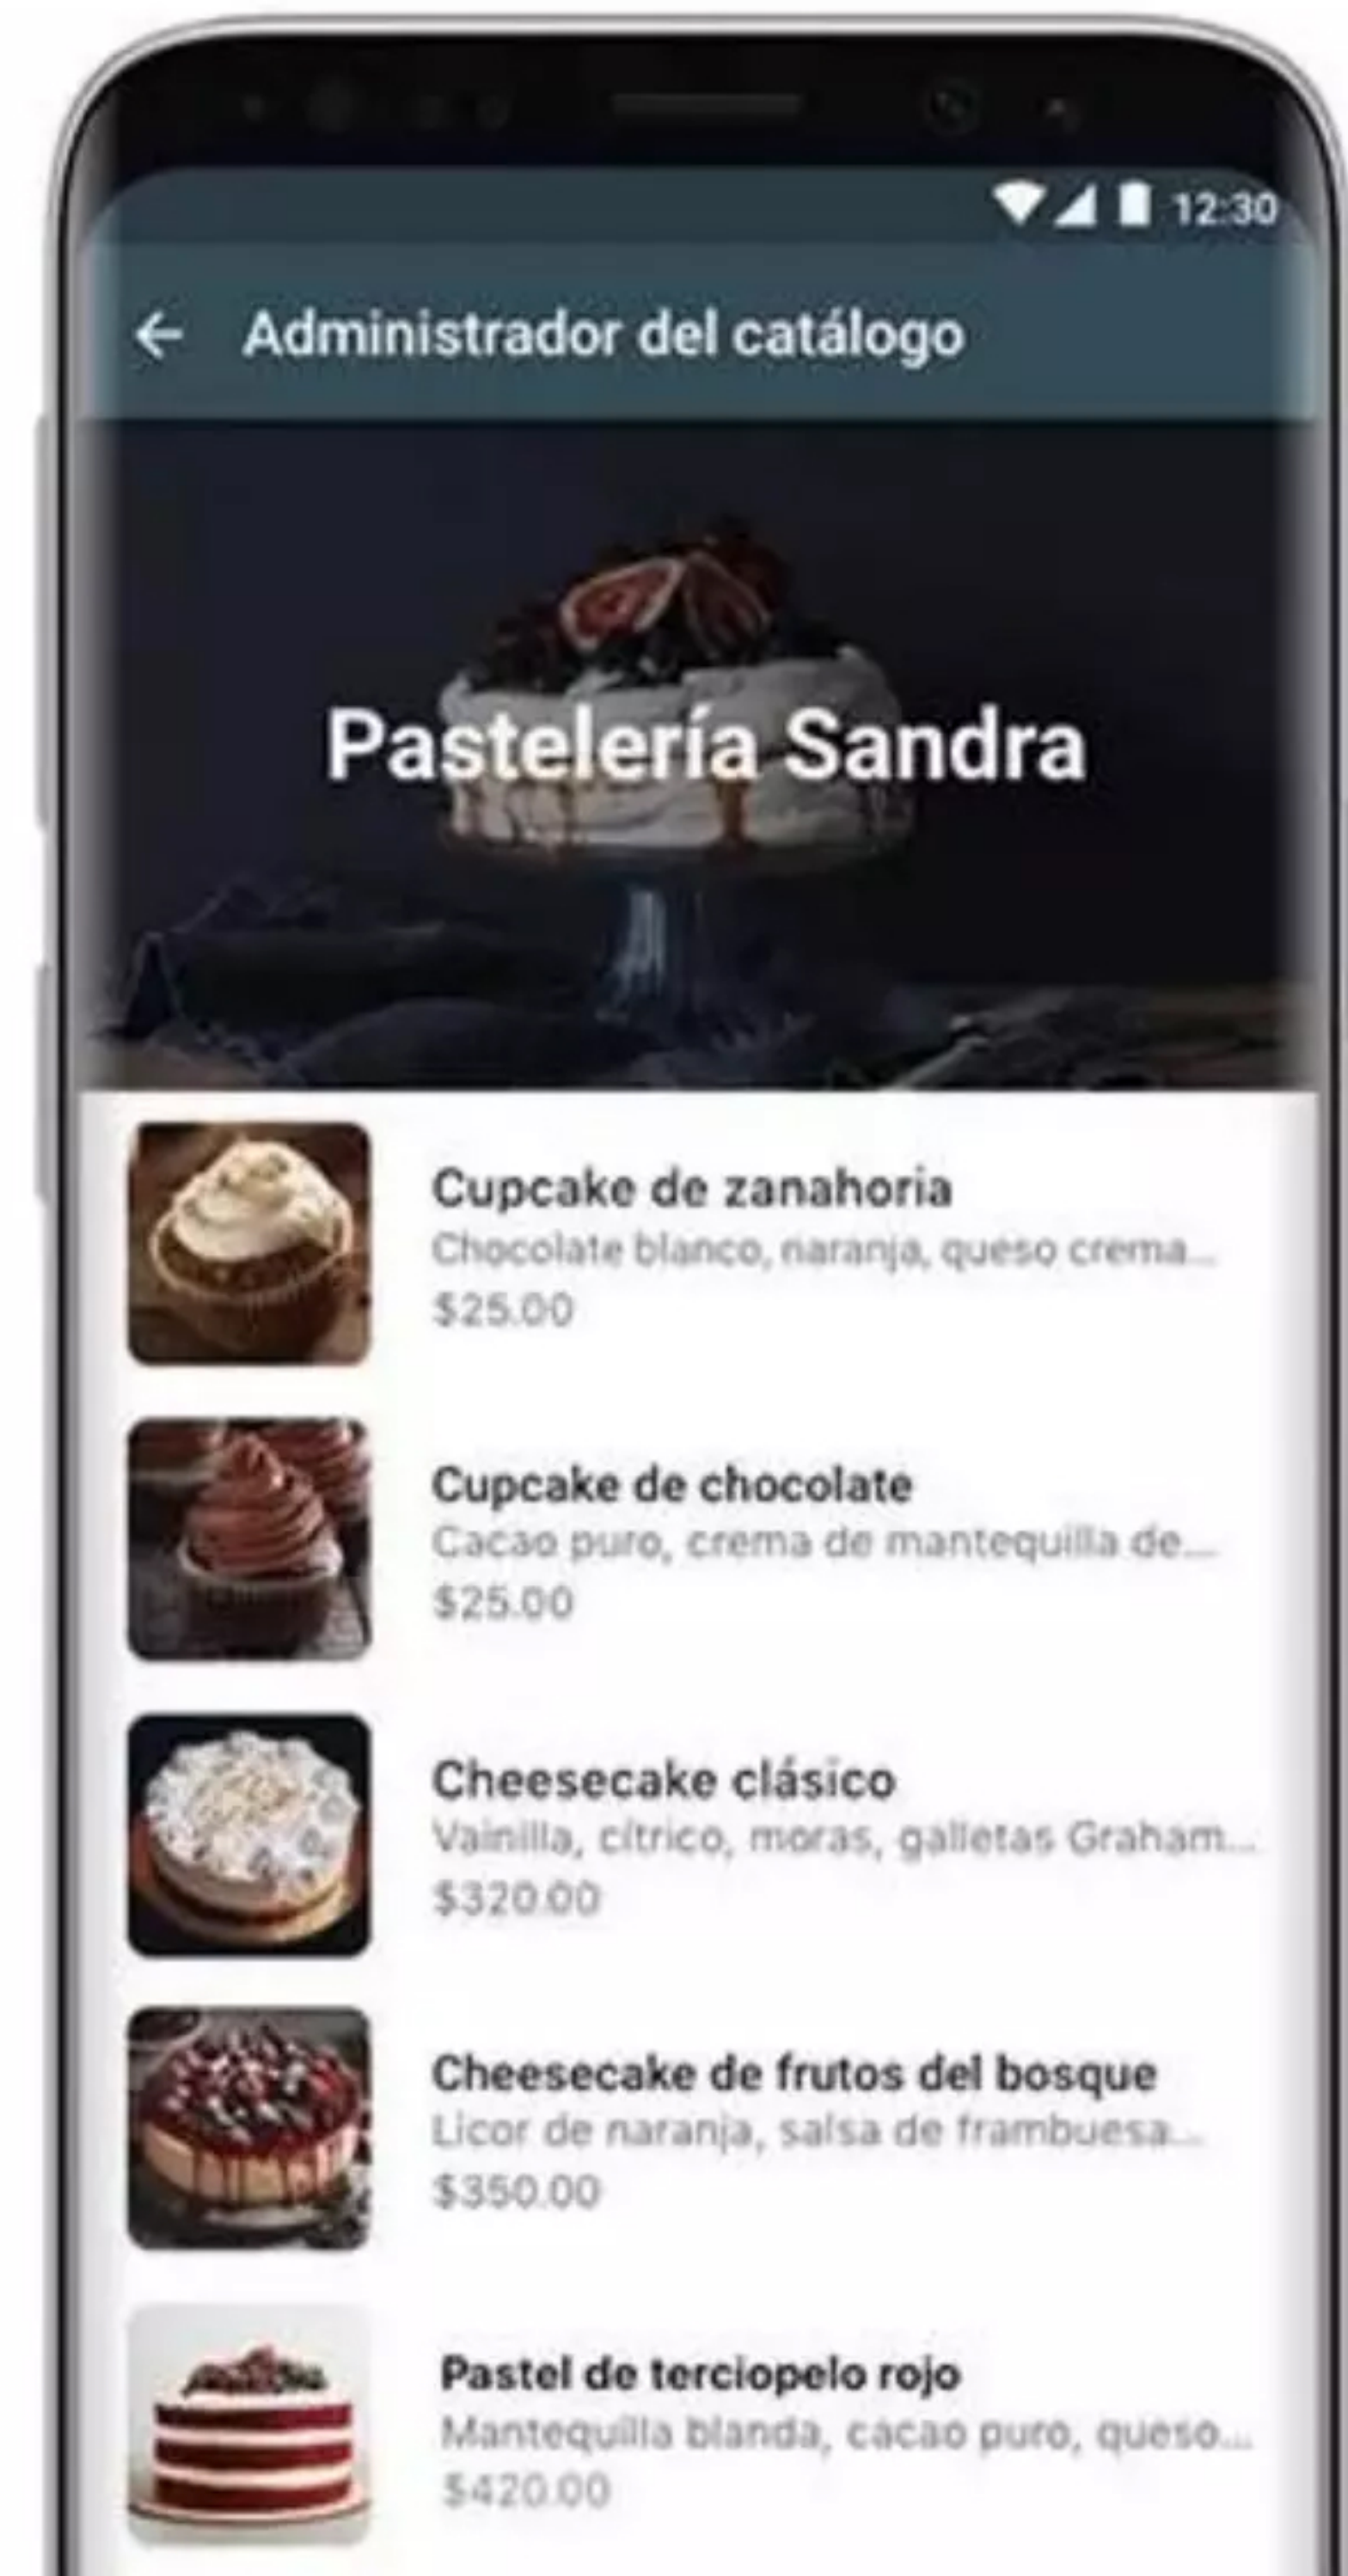 12:30
Administrador del catálogo
Pastelería Sandra
Cupcake de zanahoria
Chocolate blanco, naranja, queso crema...
$25.00
Cupcake de chocolate
Cacao puro, crema de mantequilla de...
$25.00
Cheesecake clásico
Vainilla, cítrico, moras, galletas Graham...
$320.00
Cheesecake de frutos del bosque
Licor de naranja, salsa de frambuesa...
$350.00
Pastel de terciopelo rojo
Mantequilla blanda, cacao puro, queso...
$420.00